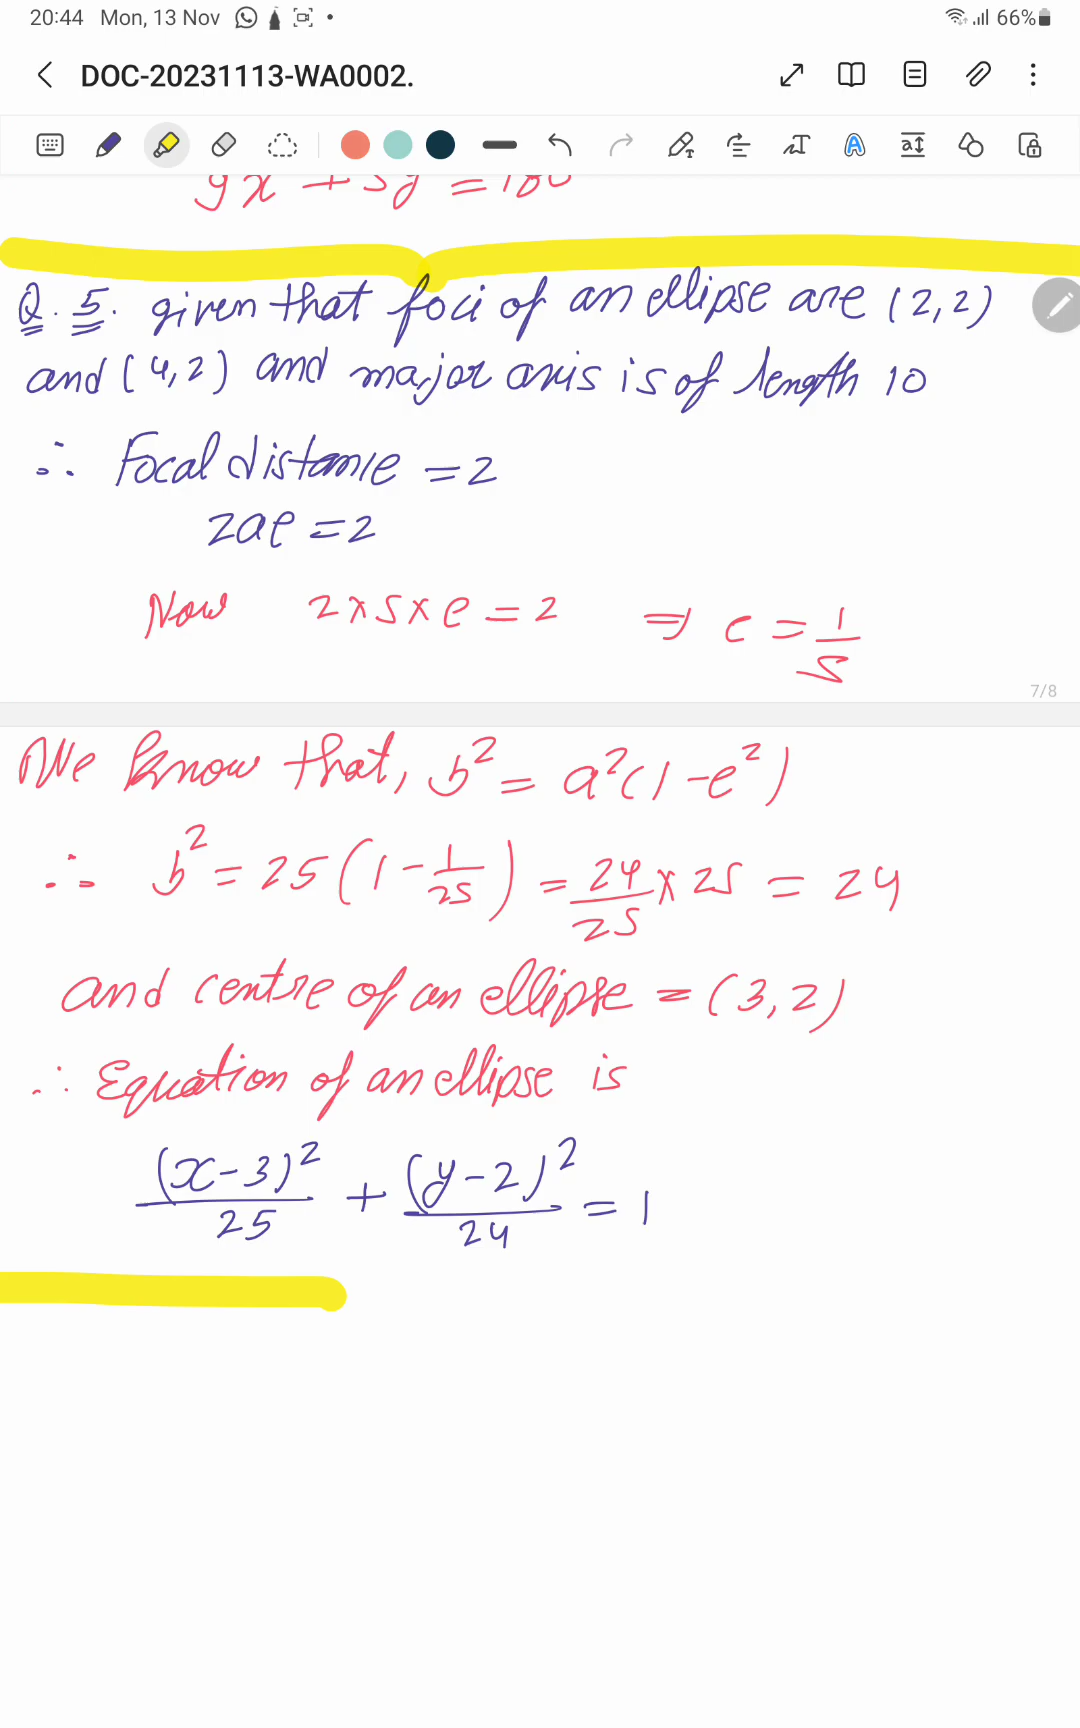 20:44 Mon, 13 Nov
66%
DOC-20231113-WA0002.
9x + 5y = 180
Q. 5. given that foci of an ellipse are (2,2)
and (4,2) and major axis is of length 10
∴ Focal distance = 2
2ae = 2
Now 2×5×e = 2 ⇒ e = 1/5
7/8
We know that, b² = a²(1-e²)
∴ b² = 25(1 - 1/25) = 24/25 × 25 = 24
and centre of an ellipse = (3,2)
∴ Equation of an ellipse is
(x-3)²/25 + (y-2)²/24 = 1